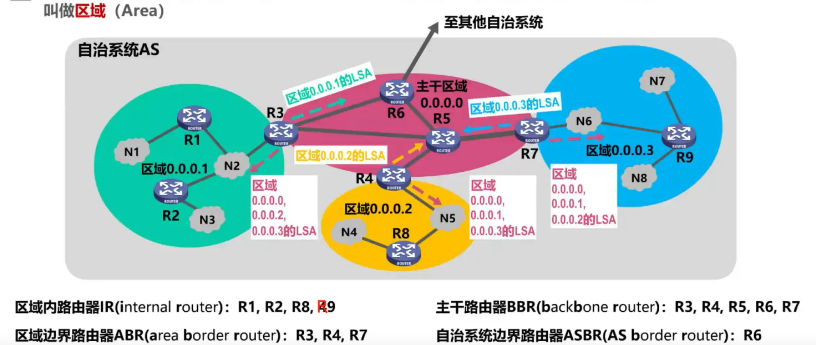 叫做区域（Area）
至其他自治系统
自治系统AS
区域0.0.0.1的LSA
主干区域
0.0.0.0
区域0.0.0.3的LSA
N7
R3
R6
R5
N6
R1
ROUTER
R7
N1
N2
区域0.0.0.1
区域0.0.0.2的LSA
区域0.0.0.3
R9
N8
R4
R2
N3
区域
0.0.0.0,
0.0.0.2,
0.0.0.3的LSA
区域0.0.0.2
N4
R8
N5
区域
0.0.0.0,
0.0.0.1,
0.0.0.3的LSA
区域
0.0.0.0,
0.0.0.1,
0.0.0.2的LSA
区域内路由器IR(internal router)：R1, R2, R8, R9
主干路由器BBR(backbone router)：R3, R4, R5, R6, R7
区域边界路由器ABR(area border router)：R3, R4, R7
自治系统边界路由器ASBR(AS border router)：R6